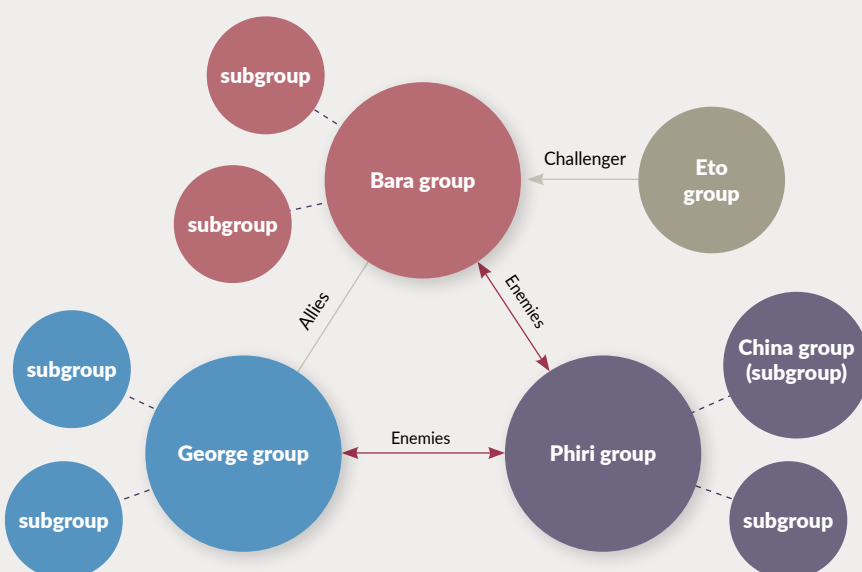 subgroup
Bara group
Challenger
Eto
group
subgroup
Allies
Enemies
subgroup
China group
(subgroup)
George group
Enemies
Phiri group
subgroup
subgroup